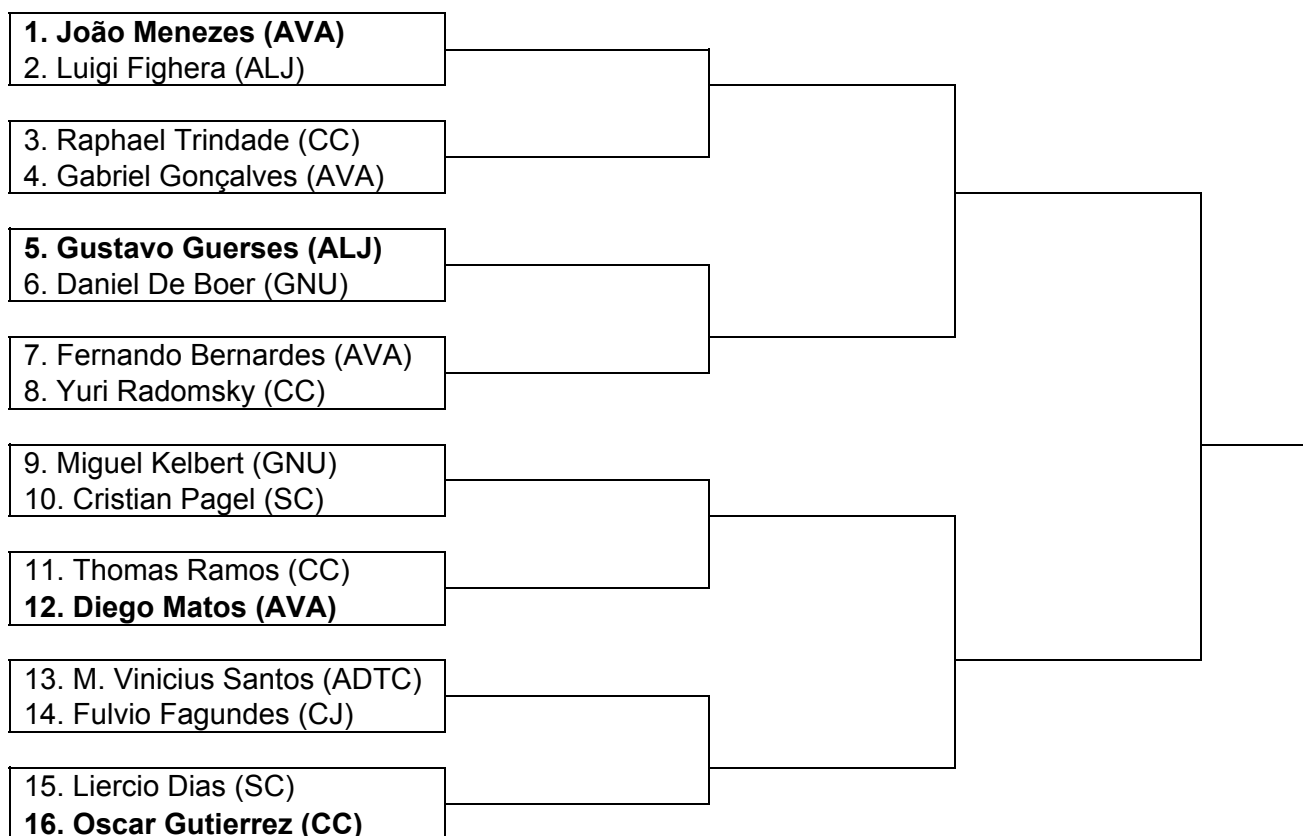 1. João Menezes (AVA)
2. Luigi Fighera (ALJ)
3. Raphael Trindade (CC)
4. Gabriel Gonçalves (AVA)
5. Gustavo Guerses (ALJ)
6. Daniel De Boer (GNU)
7. Fernando Bernardes (AVA)
8. Yuri Radomsky (CC)
9. Miguel Kelbert (GNU)
10. Cristian Pagel (SC)
11. Thomas Ramos (CC)
12. Diego Matos (AVA)
13. M. Vinicius Santos (ADTC)
14. Fulvio Fagundes (CJ)
15. Liercio Dias (SC)
16. Oscar Gutierrez (CC)